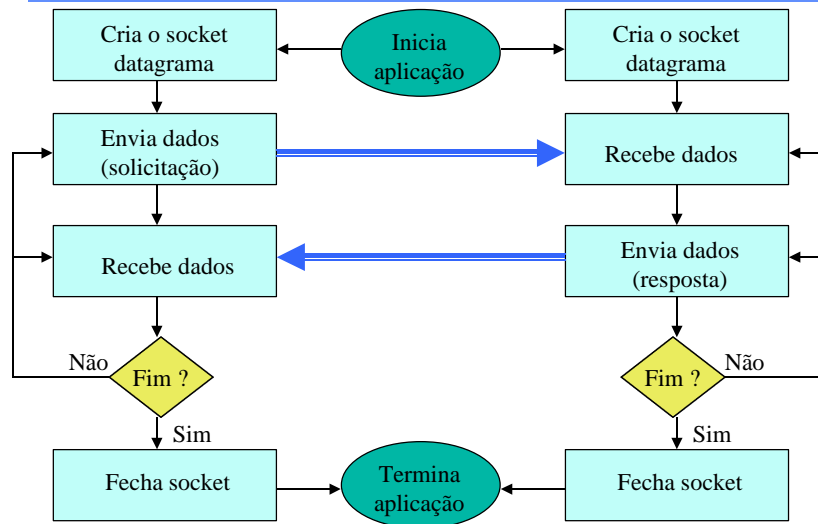 Cria o socket
datagrama
Inicia
aplicação
Cria o socket
datagrama
Envia dados
(solicitação)
Recebe dados
Recebe dados
Envia dados
(resposta)
Não
Fim ?
Sim
Fim ?
Não
Sim
Fecha socket
Termina
aplicação
Fecha socket